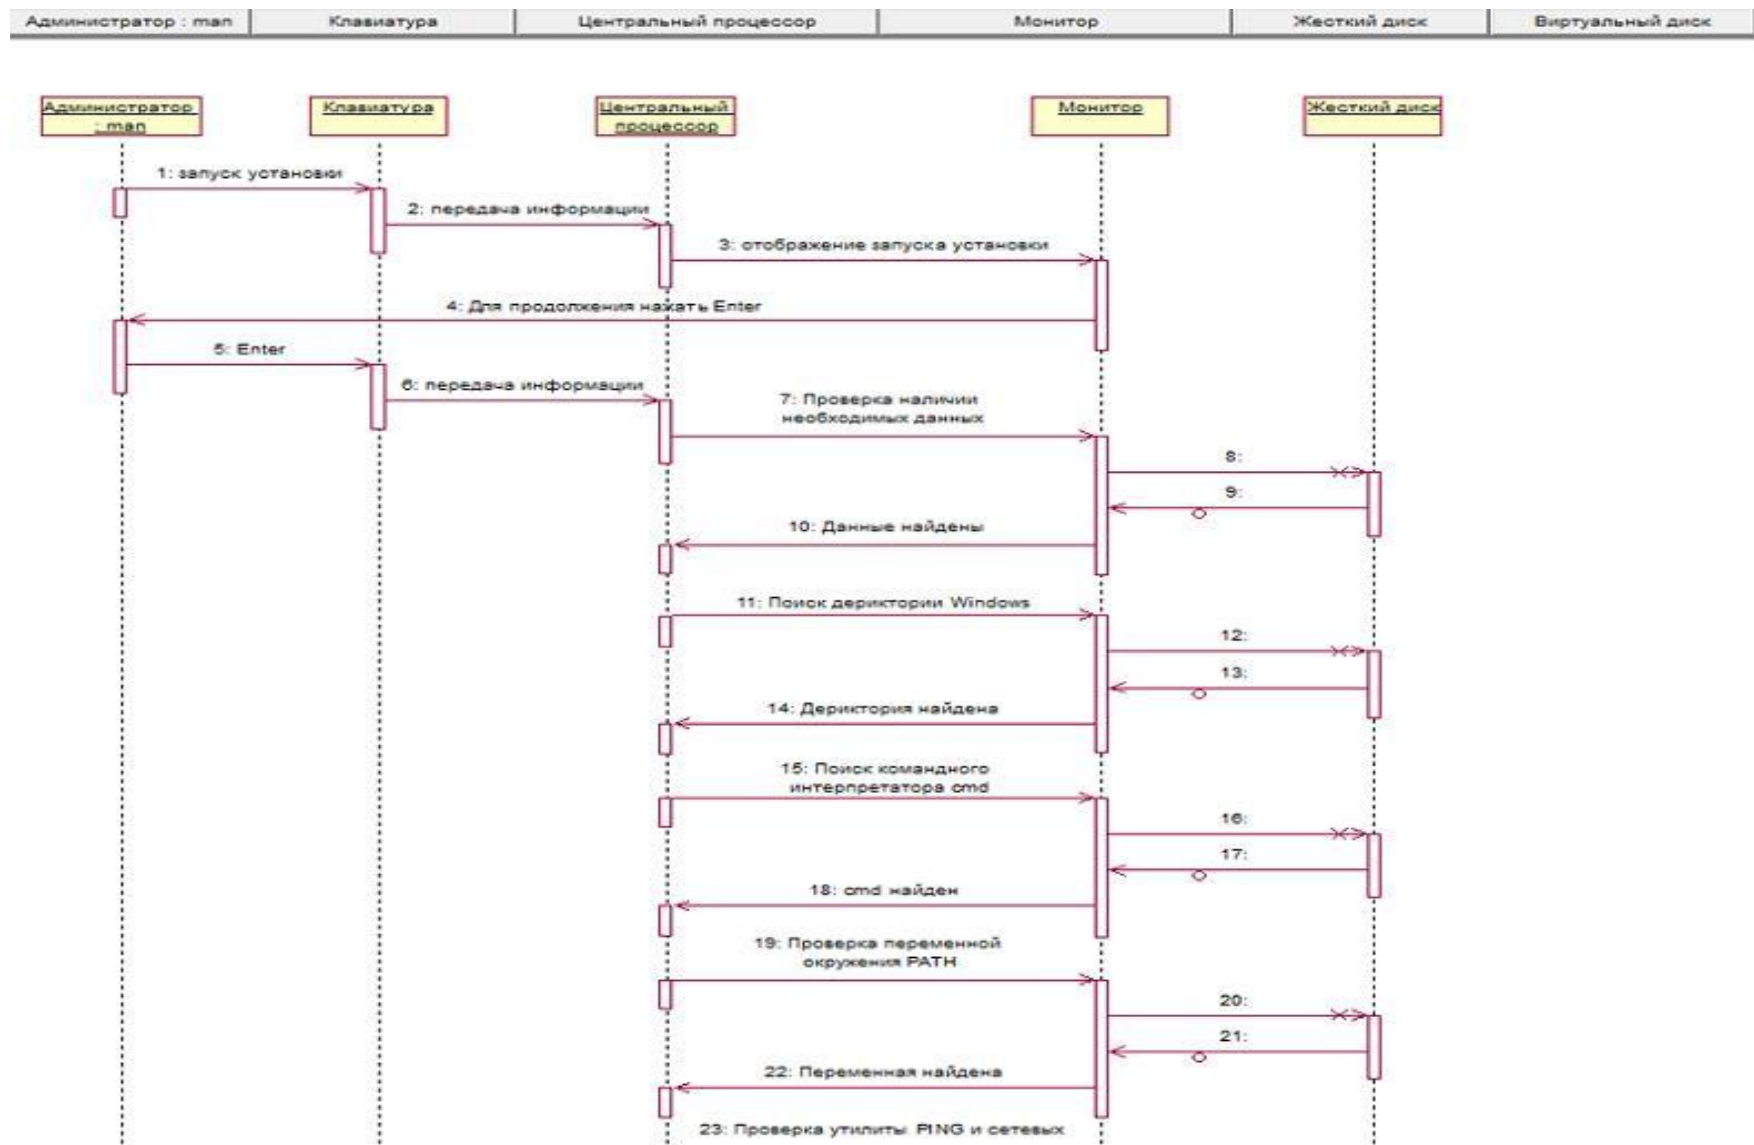 Администратор : man
Клавиатура
Центральный процессор
Монитор
Жесткий диск
Виртуальный диск
Администратор
: man
Клавиатура
Центральный
процессор
Монитор
Жесткий диск
1: запуск установки
2: передача информации
3: отображение запуска установки
4: Для продолжения нажать Enter
5: Enter
6: передача информации
7: Проверка наличии
необходимых данных
8:
9:
10: Данные найдены
11: Поиск дериктории Windows
12:
13:
14: Дериктория найдена
15: Поиск командного
интерпретатора cmd
16:
17:
18: cmd найден
19: Проверка переменной
окружения PATH
20:
21:
22: Переменная найдена
23: Проверка утилиты PING и сетевых